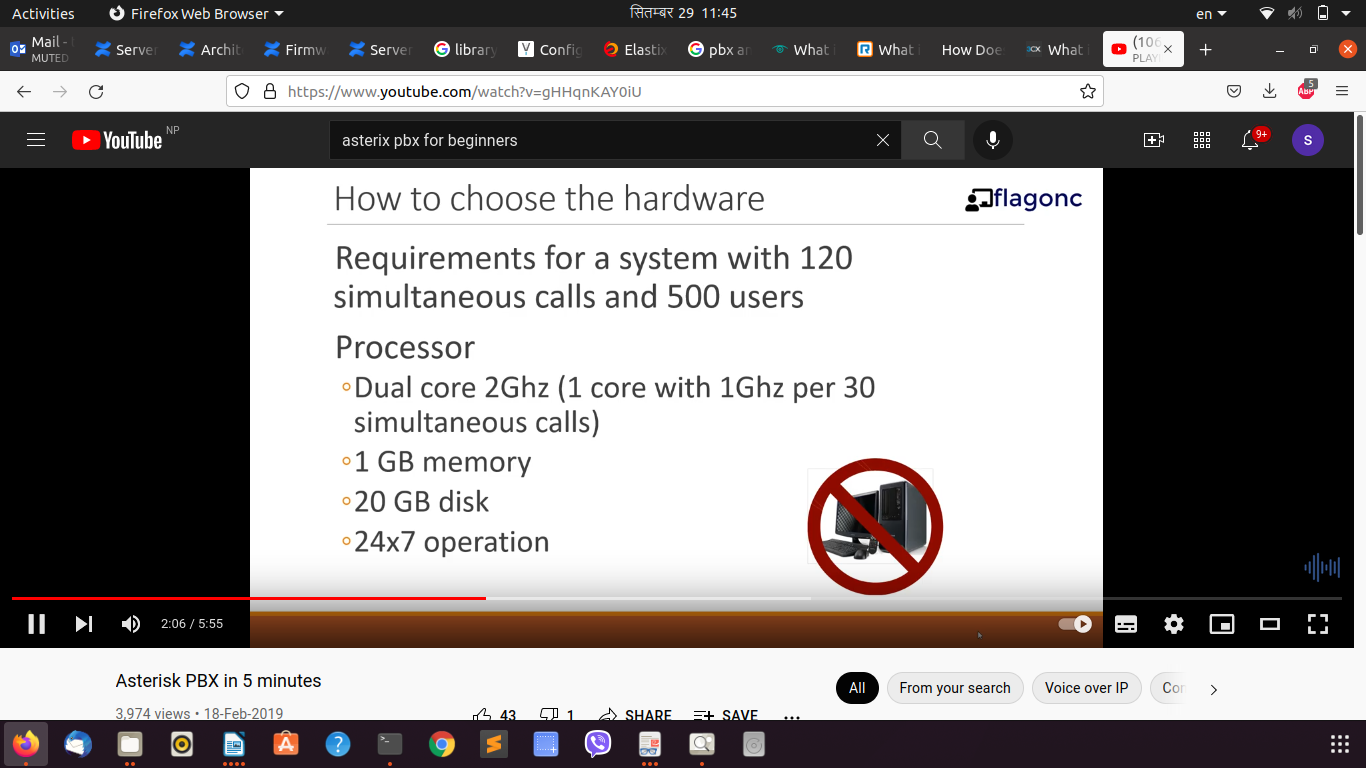 Activities
Firefox Web Browser
सितम्बर 29 11:45
en
Mail -
MUTED
Server
Archit
Firmw
Server
library
Config
Elastix
pbx an
What i
What i
How Doe
What
(106
PLAYI
https://www.youtube.com/watch?v=gHHqnKAY0iU
5
ABP
YouTube
NP
asterix pbx for beginners
9+
S
How to choose the hardware
flagonc
Requirements for a system with 120
simultaneous calls and 500 users
Processor
Dual core 2Ghz (1 core with 1Ghz per 30
simultaneous calls)
1 GB memory
20 GB disk
24x7 operation
2:06 / 5:55
Asterisk PBX in 5 minutes
All
From your search
Voice over IP
3,974 views • 18-Feb-2019
43
1
SHARE
SAVE